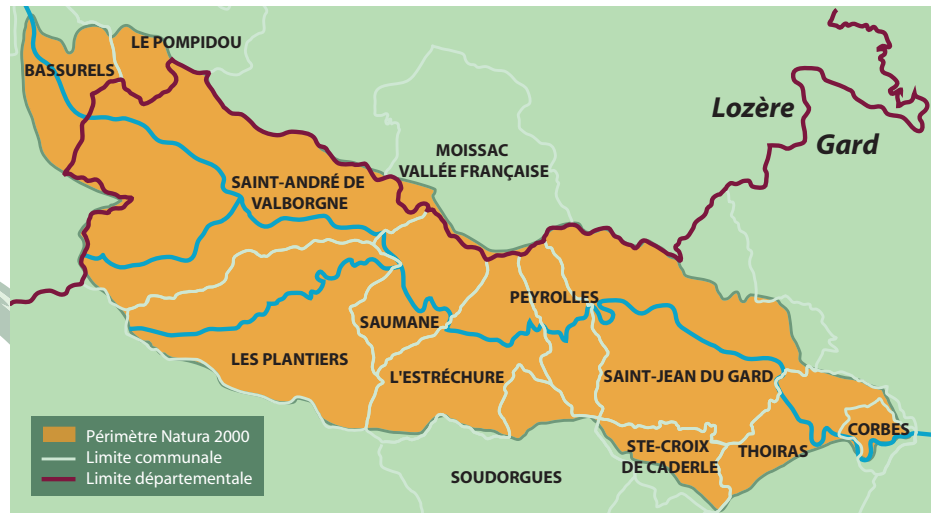 LE POMPIDOU
BASSURELS
Lozère
Gard
MOISSAC
VALLÉE FRANÇAISE
SAINT-ANDRÉ DE
VALBORGNE
PEYROLLES
SAUMANE
LES PLANTIERS
L'ESTRÉCHURE
SAINT-JEAN DU GARD
CORBES
STE-CROIX
DE CADERLE
THOIRAS
SOUDORGUES
Périmètre Natura 2000
Limite communale
Limite départementale